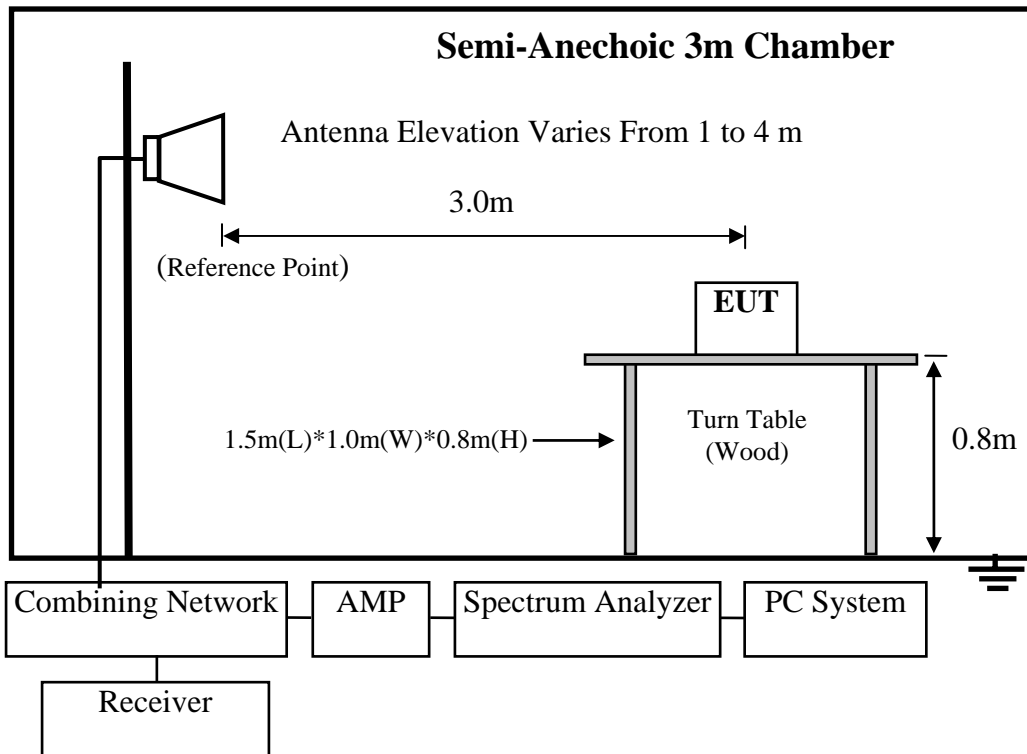 Semi-Anechoic 3m Chamber
Antenna Elevation Varies From 1 to 4 m
3.0m
(Reference Point)
EUT
1.5m(L)*1.0m(W)*0.8m(H)
Turn Table
(Wood)
0.8m
Combining Network
AMP
Spectrum Analyzer
PC System
Receiver